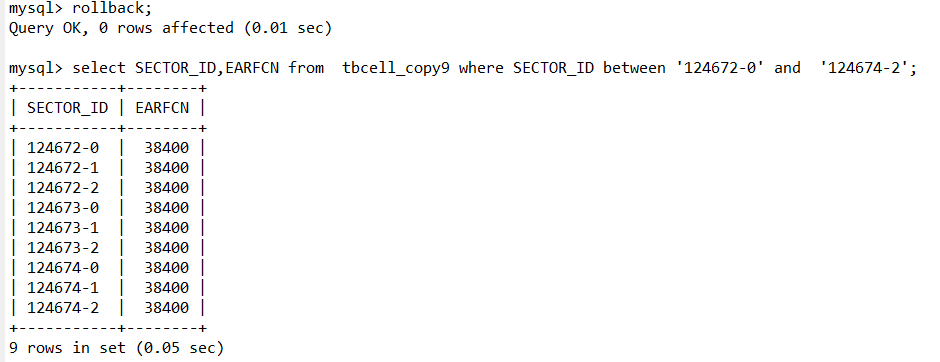 mysql> rollback;
Query OK, 0 rows affected (0.01 sec)
mysql> select SECTOR_ID,EARFCN from  tbcell_copy9 where SECTOR_ID between '124672-0' and  '124674-2';
+-----------+--------+
| SECTOR_ID | EARFCN |
+-----------+--------+
| 124672-0  |  38400 |
| 124672-1  |  38400 |
| 124672-2  |  38400 |
| 124673-0  |  38400 |
| 124673-1  |  38400 |
| 124673-2  |  38400 |
| 124674-0  |  38400 |
| 124674-1  |  38400 |
| 124674-2  |  38400 |
+-----------+--------+
9 rows in set (0.05 sec)